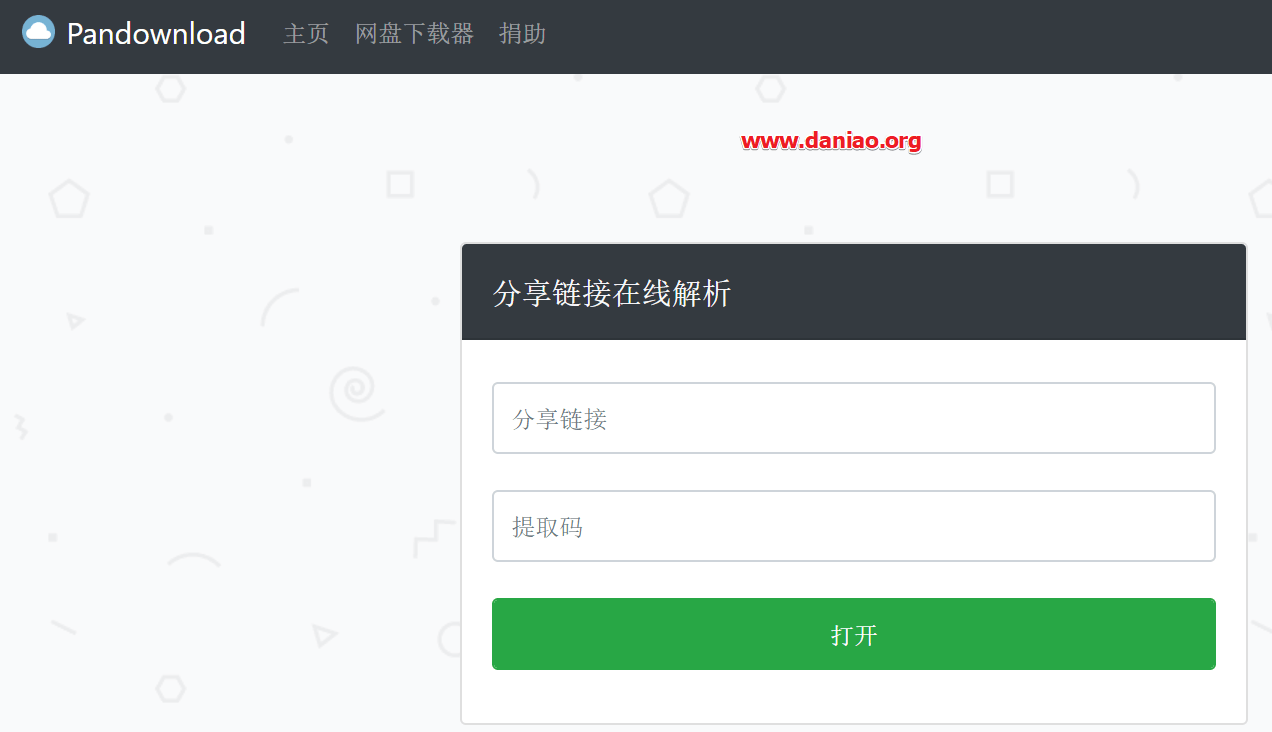 Pandownload 主页 网盘下载器 捐助
www.daniao.org
分享链接在线解析
分享链接
提取码
打开